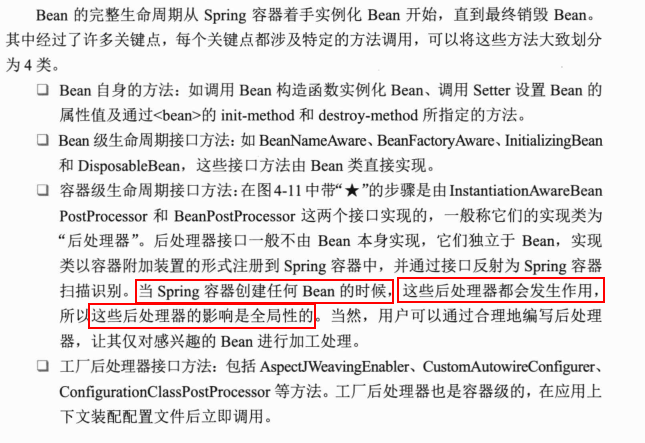 Bean 的完整生命周期从 Spring 容器着手实例化 Bean 开始，直到最终销毁 Bean。
其中经过了许多关键点，每个关键点都涉及特定的方法调用，可以将这些方法大致划分
为 4 类。
❑ Bean 自身的方法：如调用 Bean 构造函数实例化 Bean、调用 Setter 设置 Bean 的
属性值及通过<bean>的 init-method 和 destroy-method 所指定的方法。
❑ Bean 级生命周期接口方法：如 BeanNameAware、BeanFactoryAware、InitializingBean
和 DisposableBean，这些接口方法由 Bean 类直接实现。
❑ 容器级生命周期接口方法：在图 4-11 中带“★”的步骤是由 InstantiationAwareBean
PostProcessor 和 BeanPostProcessor 这两个接口实现的，一般称它们的实现类为
“后处理器”。后处理器接口一般不由 Bean 本身实现，它们独立于 Bean，实现
类以容器附加装置的形式注册到 Spring 容器中，并通过接口反射为 Spring 容器
扫描识别。当 Spring 容器创建任何 Bean 的时候，这些后处理器都会发生作用，
所以这些后处理器的影响是全局性的。当然，用户可以通过合理地编写后处理
器，让其仅对感兴趣的 Bean 进行加工处理。
❑ 工厂后处理器接口方法：包括 AspectJWeavingEnabler、CustomAutowireConfigurer、
ConfigurationClassPostProcessor 等方法。工厂后处理器也是容器级的，在应用上
下文装配配置文件后立即调用。